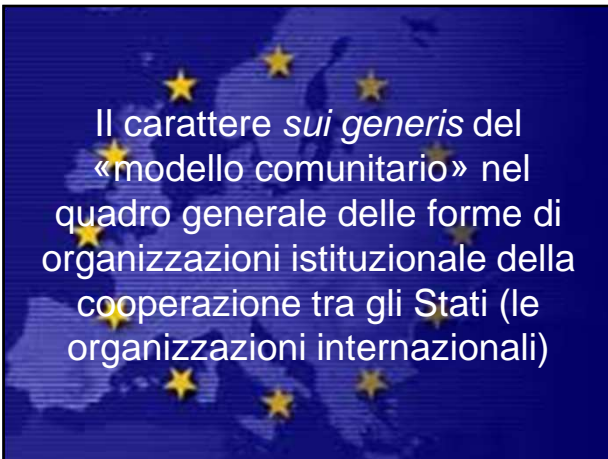 Il carattere sui generis del
«modello comunitario» nel
quadro generale delle forme di
organizzazioni istituzionale della
cooperazione tra gli Stati (le
organizzazioni internazionali)